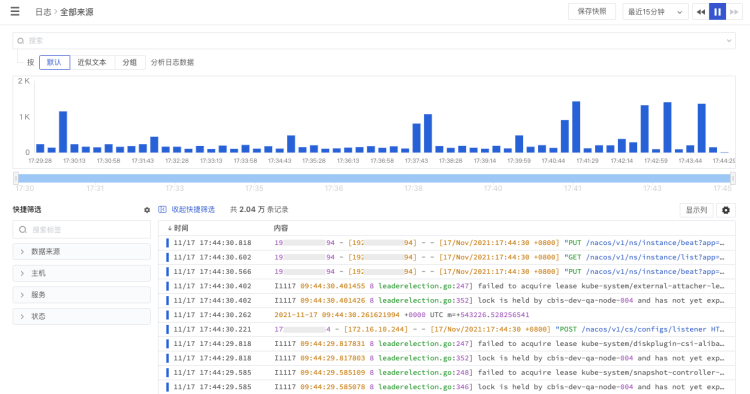 日志 > 全部来源
保存快照
最近15分钟
搜索
按 默认 近似文本 分组 分析日志数据
2 K
1 K
0
17:29:28 17:30:13 17:30:58 17:31:43 17:32:28 17:33:13 17:33:58 17:34:43 17:35:28 17:36:13 17:36:58 17:37:43 17:38:28 17:39:14 17:39:59 17:40:44 17:41:29 17:42:14 17:42:59 17:43:44 17:44:29
17:30 17:31 17:33 17:35 17:36 17:38 17:40 17:41 17:43 17:45
快捷筛选
收起快捷筛选 共 2.04 万 条记录
显示列
搜索标签
数据来源
主机
服务
状态
时间 内容
11/17 17:44:30.818 19 94 - [192 94] - - [17/Nov/2021:17:44:30 +0800] "PUT /nacos/v1/ns/instance/beat?app=…
11/17 17:44:30.602 19 94 - [192 94] - - [17/Nov/2021:17:44:30 +0800] "GET /nacos/v1/ns/instance/list?app=…
11/17 17:44:30.566 19 94 - [192 94] - - [17/Nov/2021:17:44:30 +0800] "PUT /nacos/v1/ns/instance/beat?app=…
11/17 17:44:30.402 I1117 09:44:30.401455 8 leaderelection.go:247] failed to acquire lease kube-system/external-attacher-le…
11/17 17:44:30.402 I1117 09:44:30.401426 8 leaderelection.go:352] lock is held by cbis-dev-qa-node-004 and has not yet exp…
11/17 17:44:30.262 2021-11-17 09:44:30.261621994 +0000 UTC m=+543226.528256541
11/17 17:44:30.221 17 4 - [172.16.10.244] - - [17/Nov/2021:17:44:30 +0800] "POST /nacos/v1/cs/configs/listener HT…
11/17 17:44:29.818 I1117 09:44:29.817831 8 leaderelection.go:247] failed to acquire lease kube-system/diskplugin-csi-aliba…
11/17 17:44:29.818 I1117 09:44:29.817803 8 leaderelection.go:352] lock is held by cbis-dev-qa-node-004 and has not yet exp…
11/17 17:44:29.585 I1117 09:44:29.585109 8 leaderelection.go:248] failed to acquire lease kube-system/snapshot-controller-…
11/17 17:44:29.585 I1117 09:44:29.585078 8 leaderelection.go:346] lock is held by cbis-dev-qa-node-004 and has not yet exp…